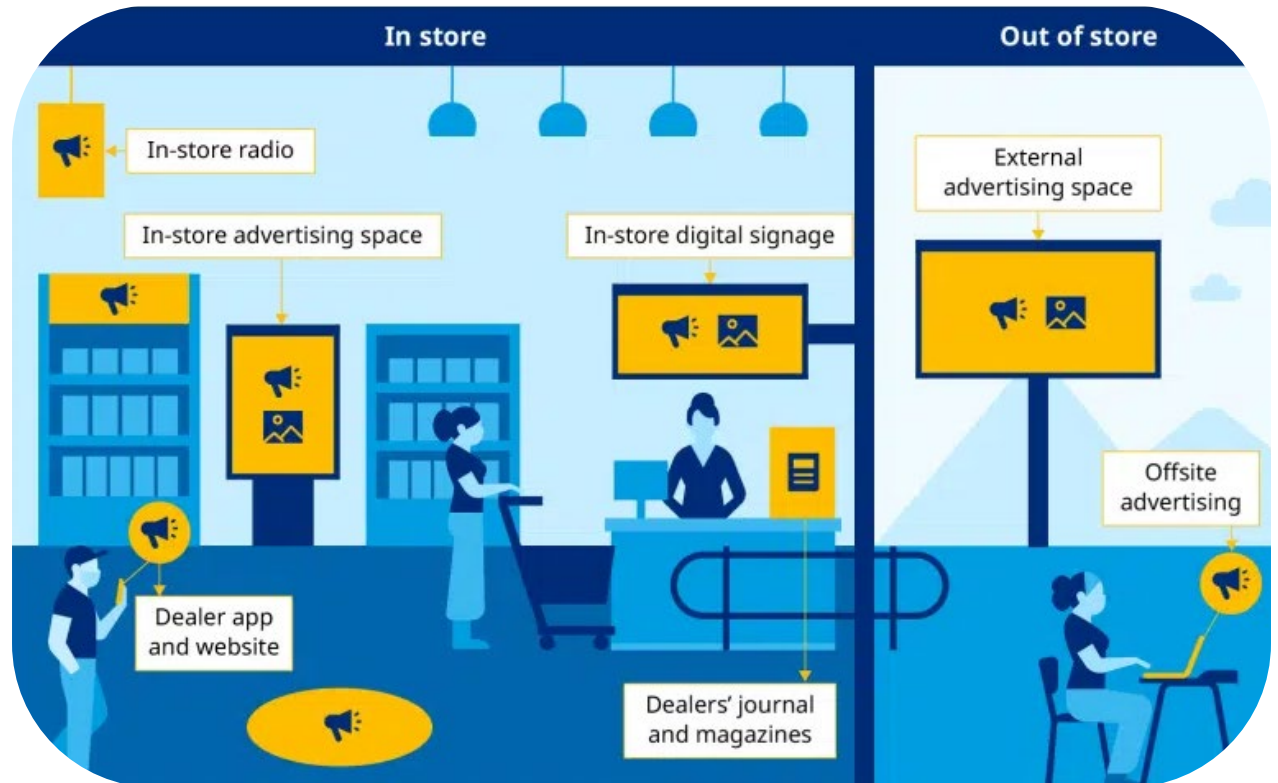 In store
Out of store
In-store radio
External
advertising space
In-store advertising space
In-store digital signage
Offsite
advertising
Dealer app
and website
Dealers’ journal
and magazines